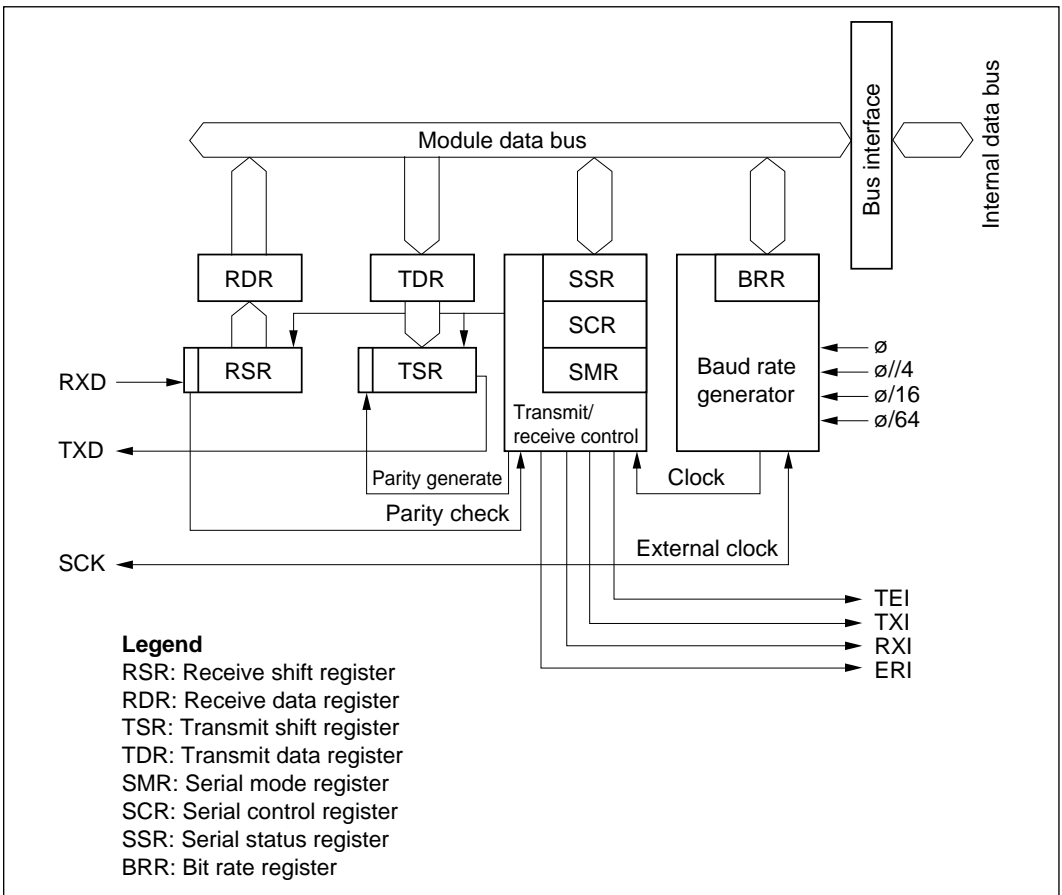 Module data bus
Bus interface
Internal data bus
RDR
TDR
SSR
BRR
SCR
RSR
TSR
SMR
Baud rate
generator
ø
ø//4
ø/16
ø/64
RXD
Transmit/
receive control
TXD
Parity generate
Clock
Parity check
External clock
SCK
TEI
TXI
RXI
ERI
Legend
RSR: Receive shift register
RDR: Receive data register
TSR: Transmit shift register
TDR: Transmit data register
SMR: Serial mode register
SCR: Serial control register
SSR: Serial status register
BRR: Bit rate register